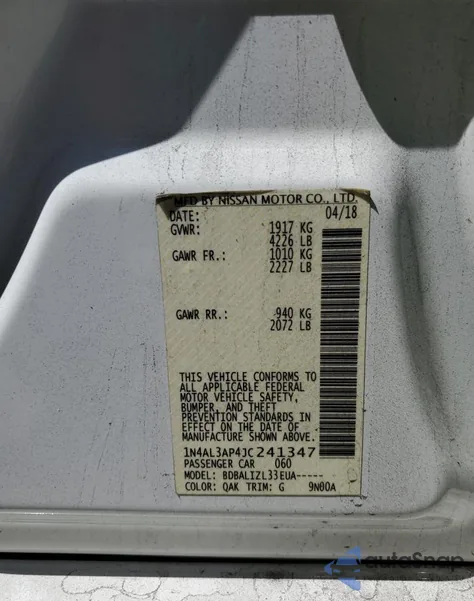 MFD BY NISSAN MOTOR CO., LTD.
DATE: 04/18
GVWR: 1917 KG
4226 LB
GAWR FR.: 1010 KG
2227 LB
GAWR RR.: 940 KG
2072 LB
THIS VEHICLE CONFORMS TO
ALL APPLICABLE FEDERAL
MOTOR VEHICLE SAFETY,
BUMPER, AND THEFT
PREVENTION STANDARDS IN
EFFECT ON THE DATE OF
MANUFACTURE SHOWN ABOVE.
1N4AL3AP4JC241347
PASSENGER CAR 060
MODEL: BDBALIZL33EUA-----
COLOR: QAK TRIM: G 9N00A
autoSnap